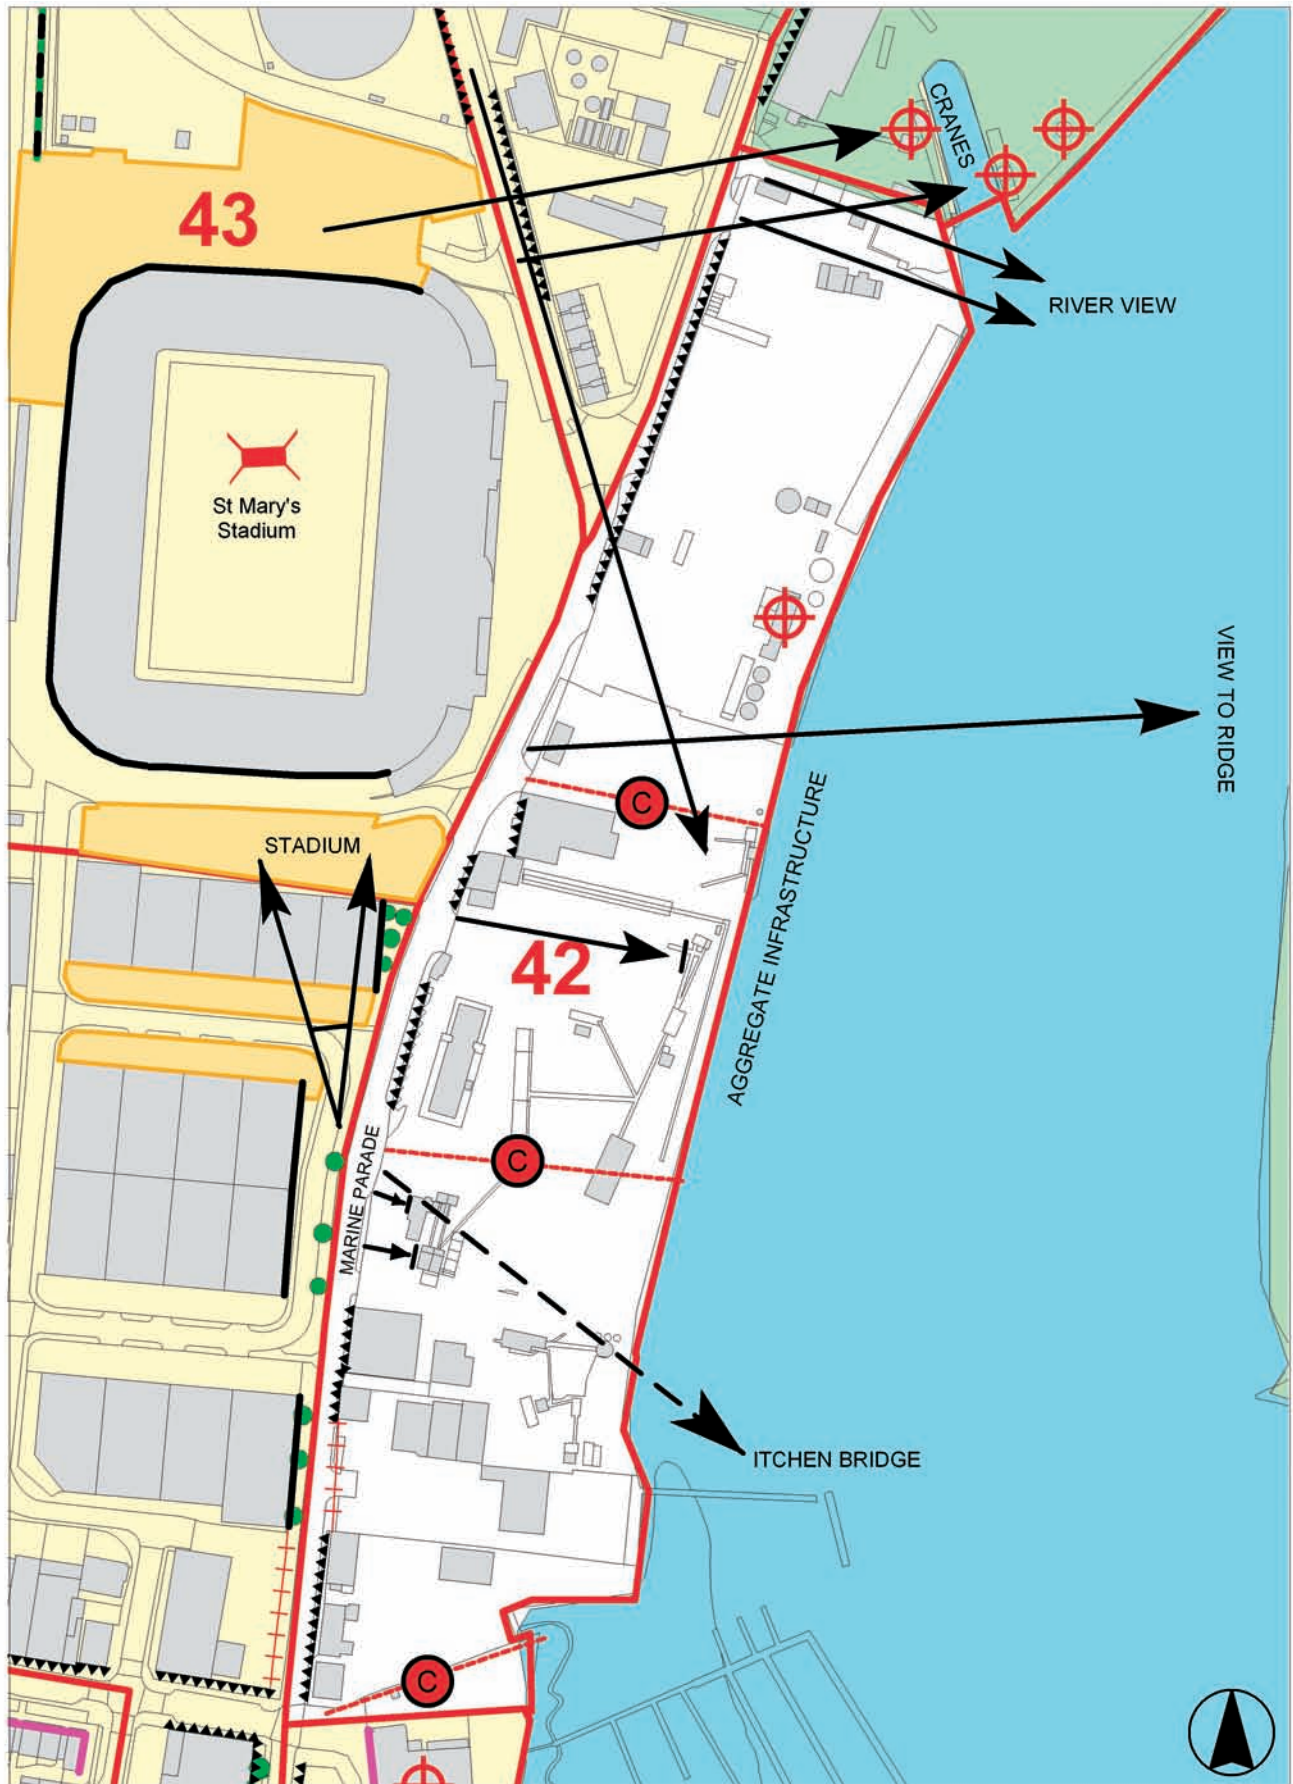 CRANES
43
RIVER VIEW
St Mary's
Stadium
VIEW TO RIDGE
C
STADIUM
AGGREGATE INFRASTRUCTURE
42
MARINE PARADE
C
ITCHEN BRIDGE
C